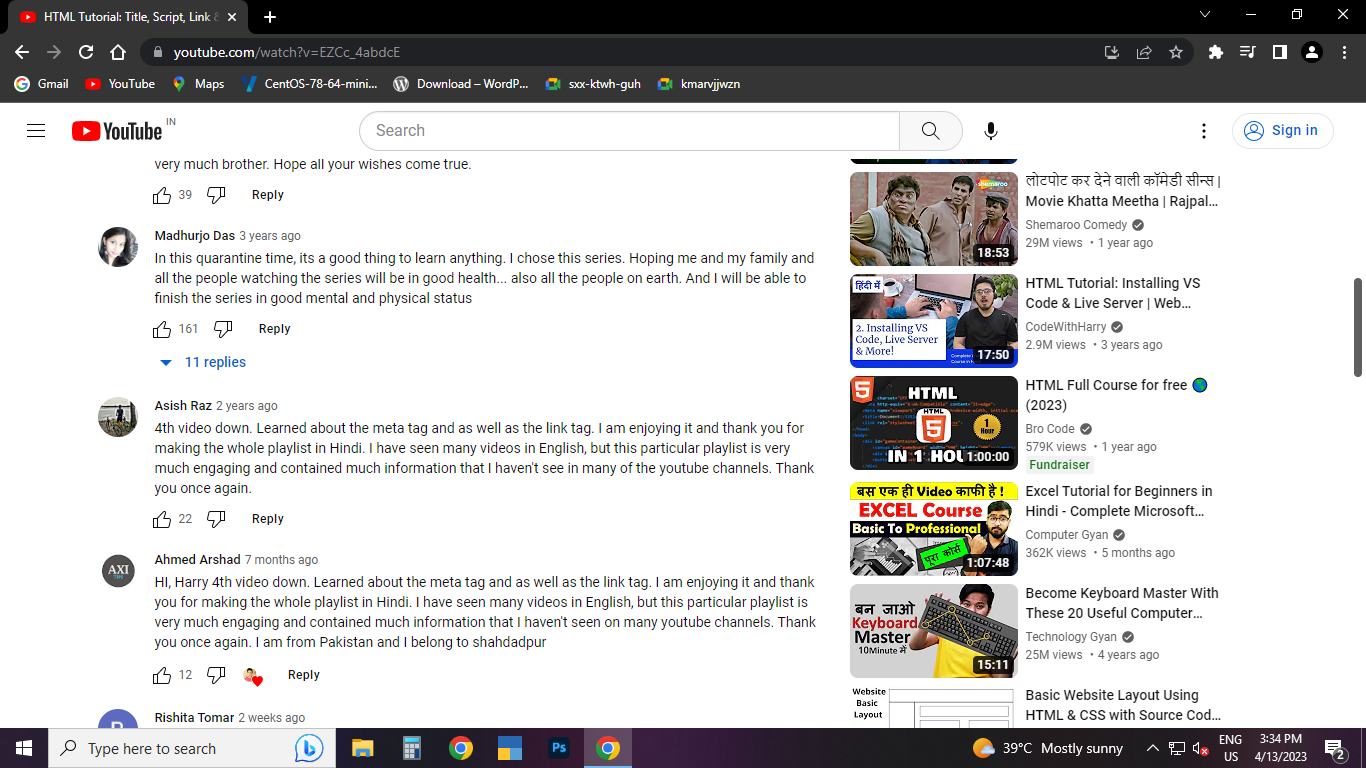 HTML Tutorial: Title, Script, Link &
youtube.com/watch?v=EZCc_4abdcE
Gmail
YouTube
Maps
CentOS-78-64-mini...
Download – WordP...
sxx-ktwh-guh
kmarvjjwzn
YouTube IN
Search
Sign in
very much brother. Hope all your wishes come true.
39 Reply
Madhurjo Das 3 years ago
In this quarantine time, its a good thing to learn anything. I chose this series. Hoping me and my family and
all the people watching the series will be in good health... also all the people on earth. And I will be able to
finish the series in good mental and physical status
161 Reply
11 replies
Asish Raz 2 years ago
4th video down. Learned about the meta tag and as well as the link tag. I am enjoying it and thank you for
making the whole playlist in Hindi. I have seen many videos in English, but this particular playlist is very
much engaging and contained much information that I haven't see in many of the youtube channels. Thank
you once again.
22 Reply
AXI
Ahmed Arshad 7 months ago
HI, Harry 4th video down. Learned about the meta tag and as well as the link tag. I am enjoying it and thank
you for making the whole playlist in Hindi. I have seen many videos in English, but this particular playlist is
very much engaging and contained much information that I haven't seen on many youtube channels. Thank
you once again. I am from Pakistan and I belong to shahdadpur
12 Reply
Rishita Tomar 2 weeks ago
shemaroo
18:53
लोटपोट कर देने वाली कॉमेडी सीन्स |
Movie Khatta Meetha | Rajpal...
Shemaroo Comedy
29M views • 1 year ago
हिंदी में
2. Installing VS
Code, Live Server
& More!
17:50
HTML Tutorial: Installing VS
Code & Live Server | Web...
CodeWithHarry
2.9M views • 3 years ago
HTML
HTML
5
1
Hour
IN 1 HOU
1:00:00
HTML Full Course for free
(2023)
Bro Code
579K views • 1 year ago
Fundraiser
बस एक ही Video काफी है !
EXCEL Course
Basic To Professional
पूरा कोर्स
1:07:48
Excel Tutorial for Beginners in
Hindi - Complete Microsoft...
Computer Gyan
362K views • 5 months ago
बन जाओ
Keyboard
Master
10Minute में
15:11
Become Keyboard Master With
These 20 Useful Computer...
Technology Gyan
25M views • 4 years ago
Website
Basic
Layout
Basic Website Layout Using
HTML & CSS with Source Cod...
Type here to search
Ps
39°C Mostly sunny
ENG
US
3:34 PM
4/13/2023
2